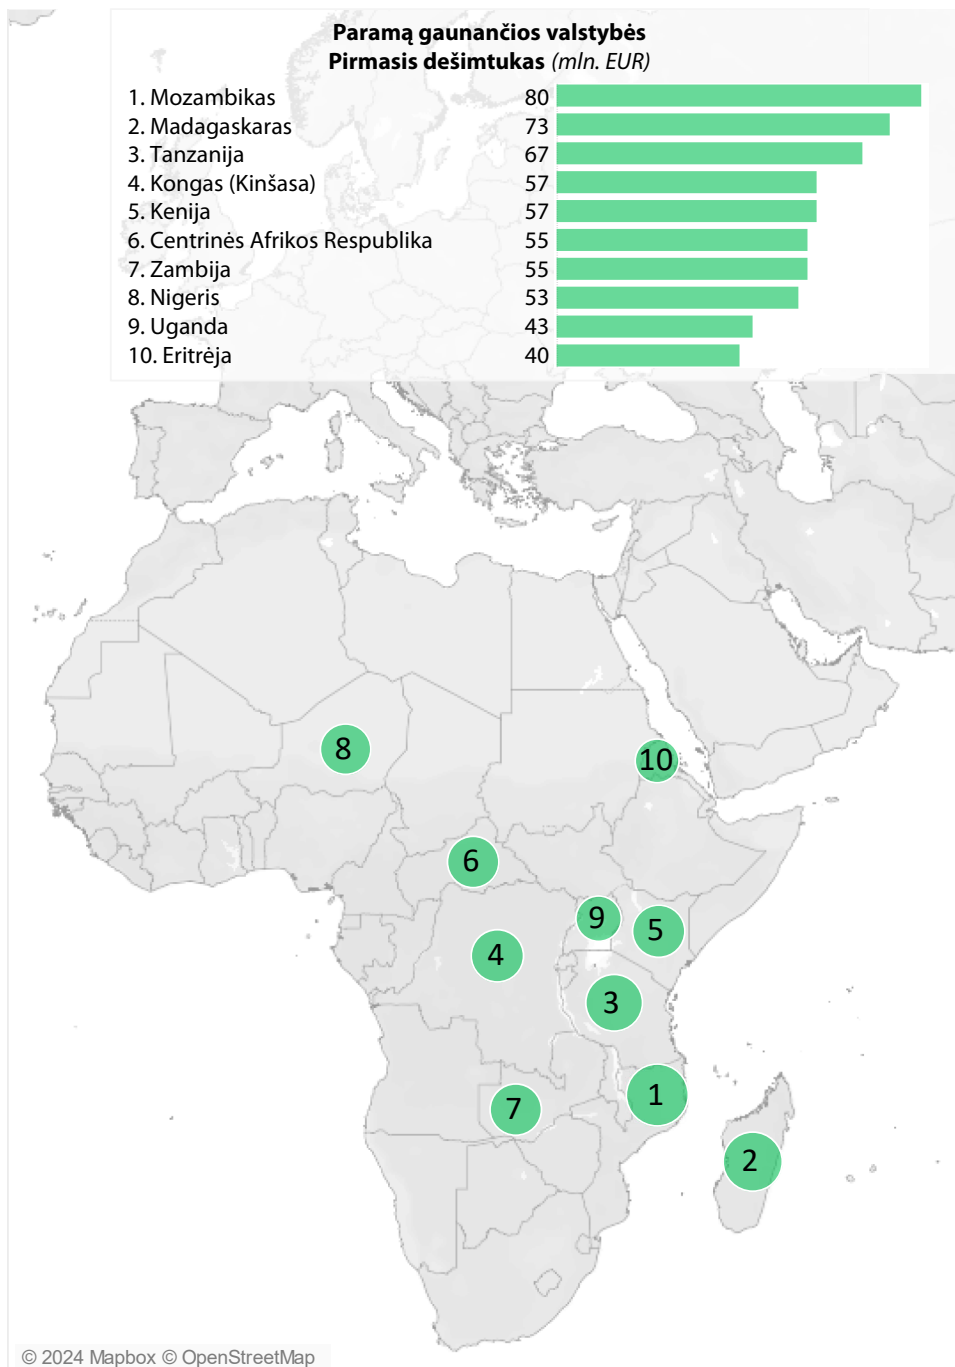 Paramą gaunančios valstybės
Pirmasis dešimtukas (mln. EUR)
1. Mozambikas 80
2. Madagaskaras 73
3. Tanzanija 67
4. Kongas (Kinšasa) 57
5. Kenija 57
6. Centrinės Afrikos Respublika 55
7. Zambija 55
8. Nigeris 53
9. Uganda 43
10. Eritrėja 40
8
10
6
9
5
4
3
1
7
2
© 2024 Mapbox © OpenStreetMap